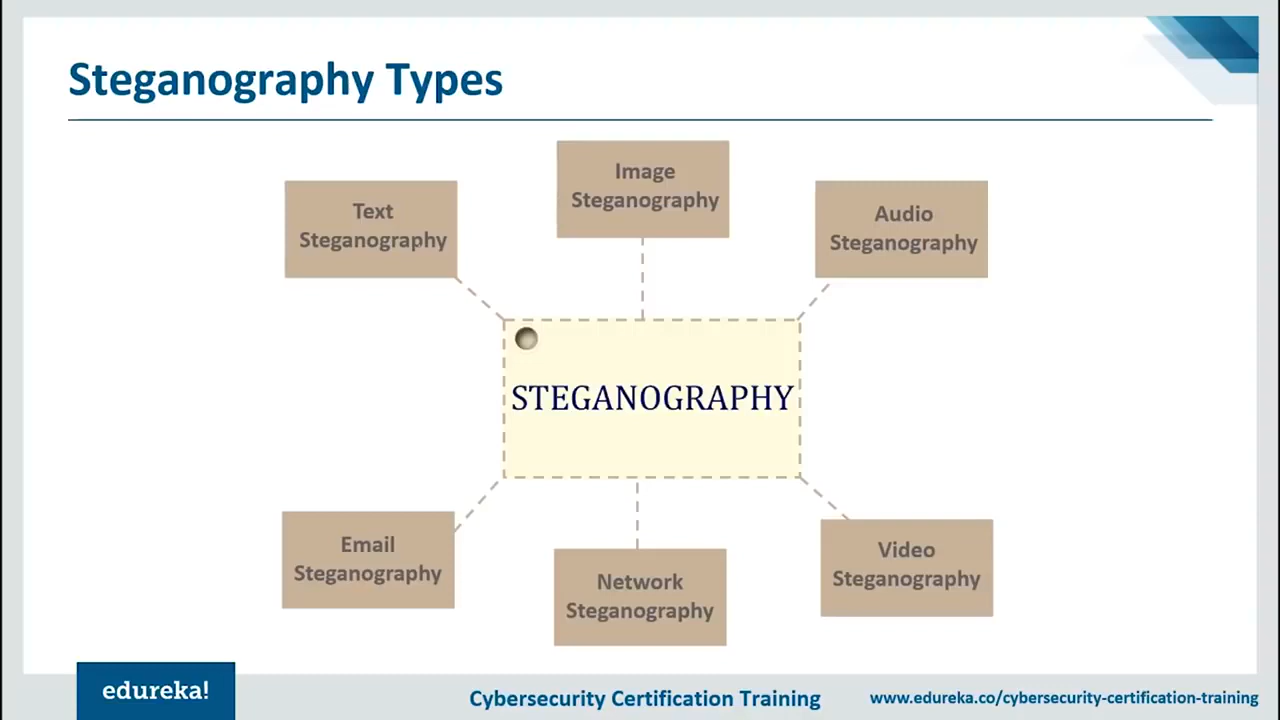 Steganography Types
Text
Steganography
Image
Steganography
Audio
Steganography
STEGANOGRAPHY
Email
Steganography
Network
Steganography
Video
Steganography
edureka!
Cybersecurity Certification Training
www.edureka.co/cybersecurity-certification-training